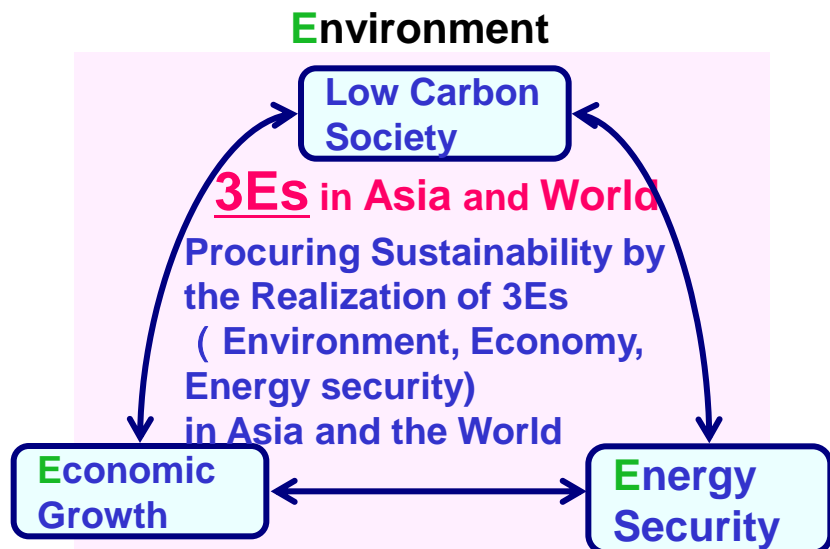 Environment
Low Carbon
Society
3Es in Asia and World
Procuring Sustainability by
the Realization of 3Es
（ Environment, Economy,
Energy security)
in Asia and the World
Economic
Growth
Energy
Security